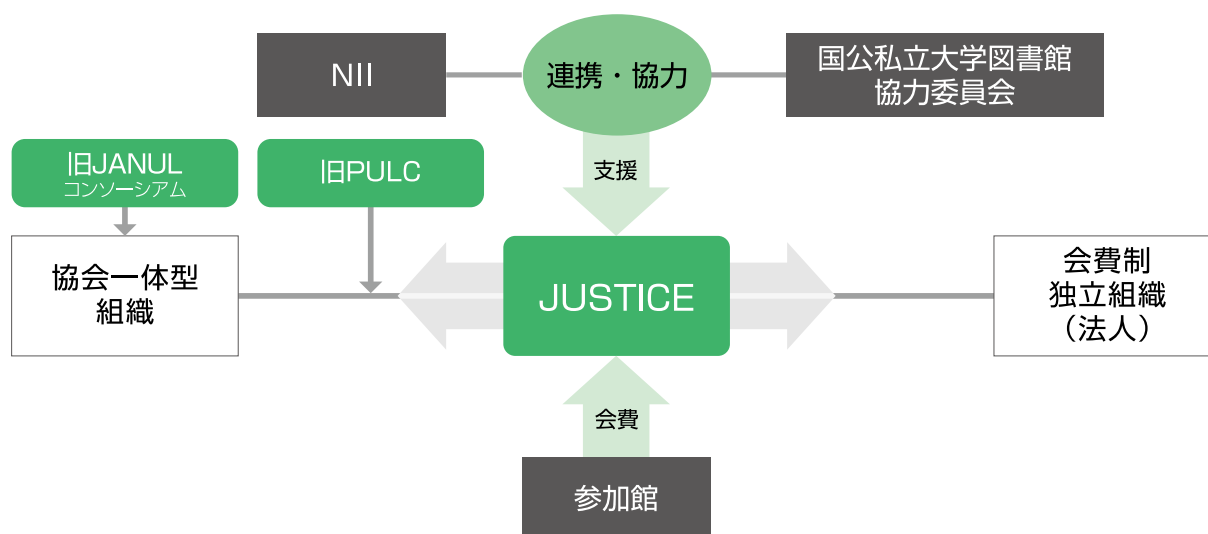 NII
連携・協力
国公私立大学図書館
協力委員会
旧JANUL
コンソーシアム
旧PULC
支援
協会一体型
組織
JUSTICE
会費制
独立組織
（法人）
会費
参加館